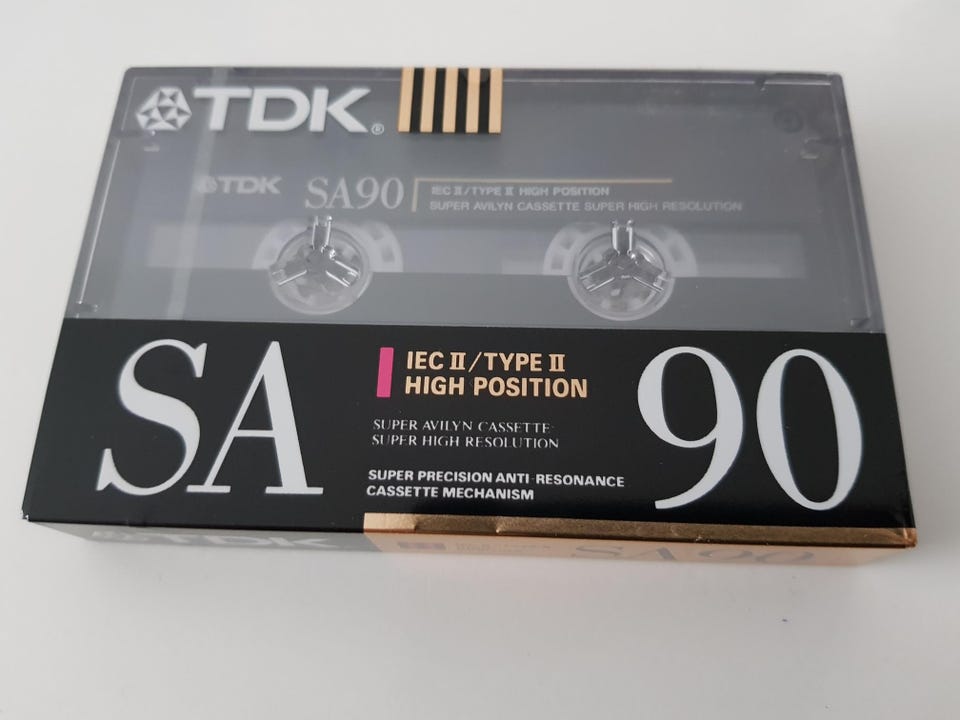 TDK®
TDK SA90 IEC II/TYPE II HIGH POSITION
SUPER AVILYN CASSETTE SUPER HIGH RESOLUTION
SA
IEC II/TYPE II
HIGH POSITION
SUPER AVILYN CASSETTE
SUPER HIGH RESOLUTION
SUPER PRECISION ANTI-RESONANCE
CASSETTE MECHANISM
90
TDK
SA90